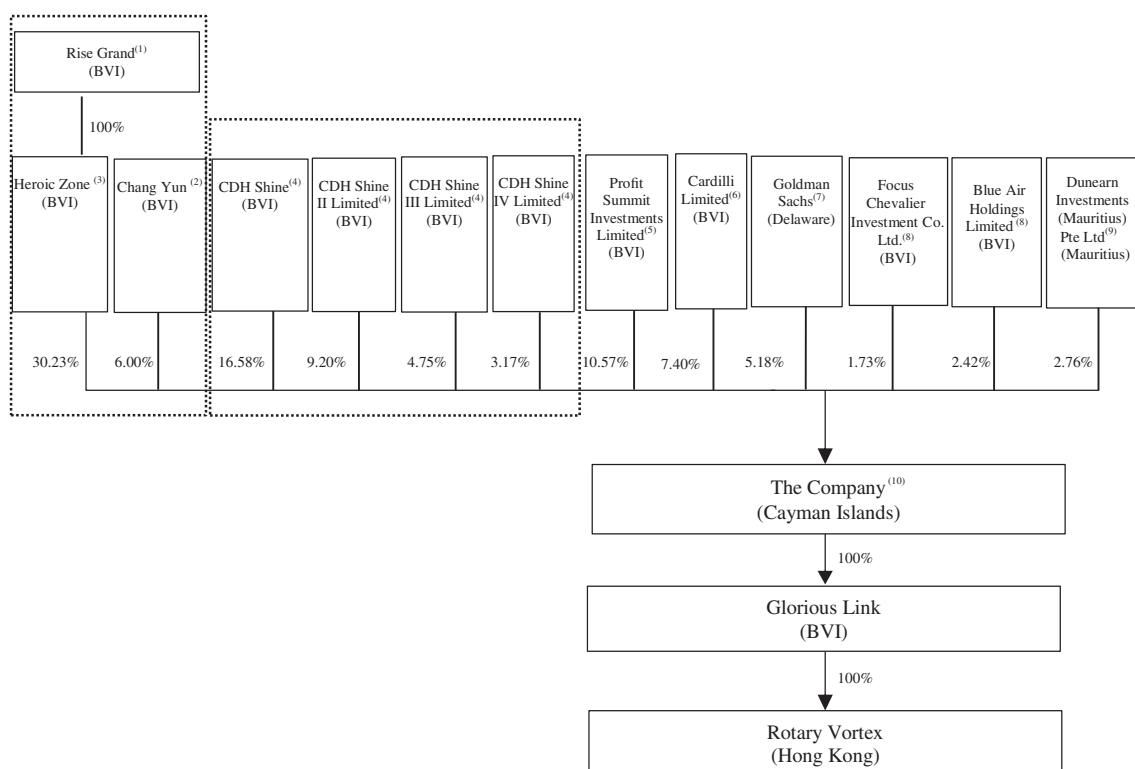 Rise Grand(1)
(BVI)
100%
Heroic Zone (3)
(BVI)
Chang Yun (2)
(BVI)
CDH Shine(4)
(BVI)
CDH Shine
II Limited(4)
(BVI)
CDH Shine
III Limited(4)
(BVI)
CDH Shine
IV Limited(4)
(BVI)
Profit
Summit
Investments
Limited(5)
(BVI)
Cardilli
Limited(6)
(BVI)
Goldman
Sachs(7)
(Delaware)
Focus
Chevalier
Investment Co.
Ltd.(8)
(BVI)
Blue Air
Holdings
Limited (8)
(BVI)
Dunearn
Investments
(Mauritius)
Pte Ltd(9)
(Mauritius)
30.23%
6.00%
16.58%
9.20%
4.75%
3.17%
10.57%
7.40%
5.18%
1.73%
2.42%
2.76%
The Company (10)
(Cayman Islands)
100%
Glorious Link
(BVI)
100%
Rotary Vortex
(Hong Kong)